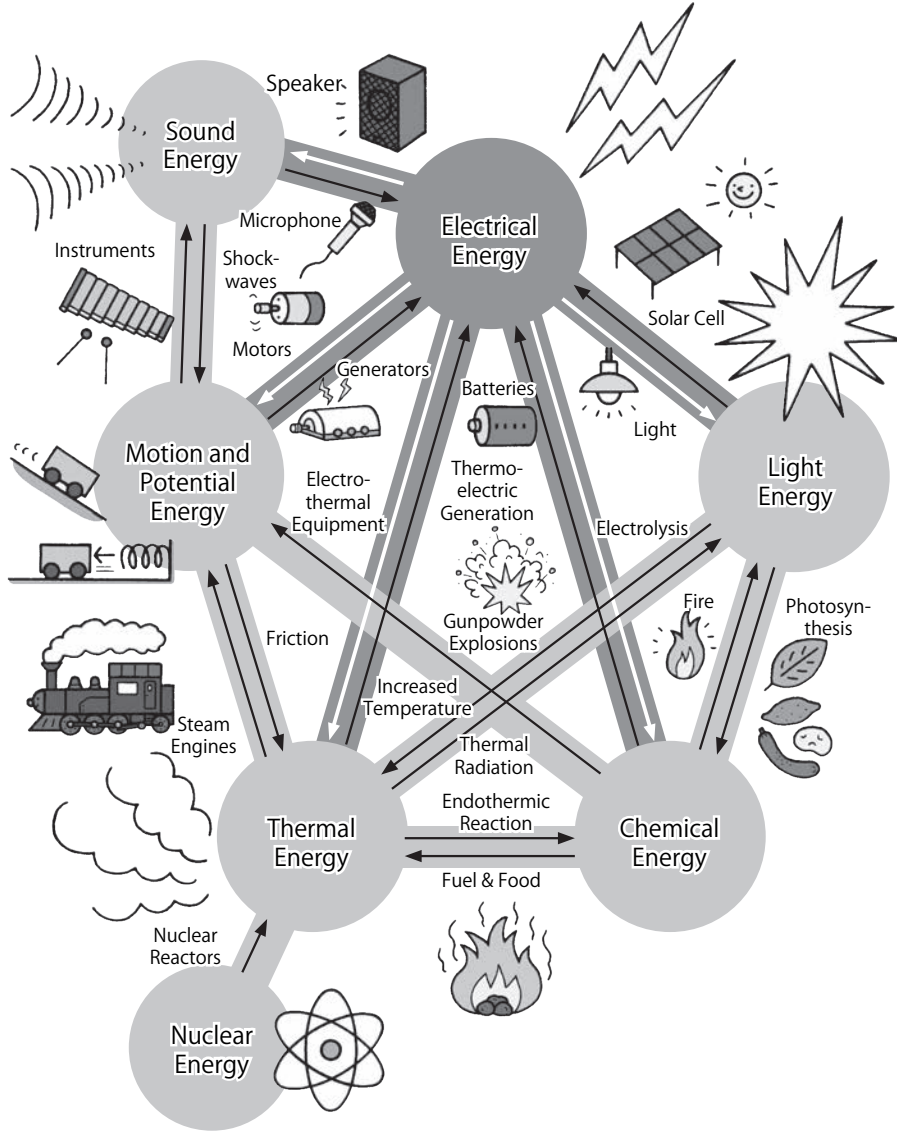 Speaker
Sound
Energy
Electrical
Energy
Microphone
Instruments
Shock-
waves
Motors
Solar Cell
Generators
Batteries
Light
Motion and
Potential
Energy
Light
Energy
Electro-
thermal
Equipment
Thermo-
electric
Generation
Electrolysis
Gunpowder
Explosions
Fire
Photosyn-
thesis
Friction
Increased
Temperature
Steam
Engines
Thermal
Radiation
Endothermic
Reaction
Thermal
Energy
Chemical
Energy
Fuel & Food
Nuclear
Reactors
Nuclear
Energy